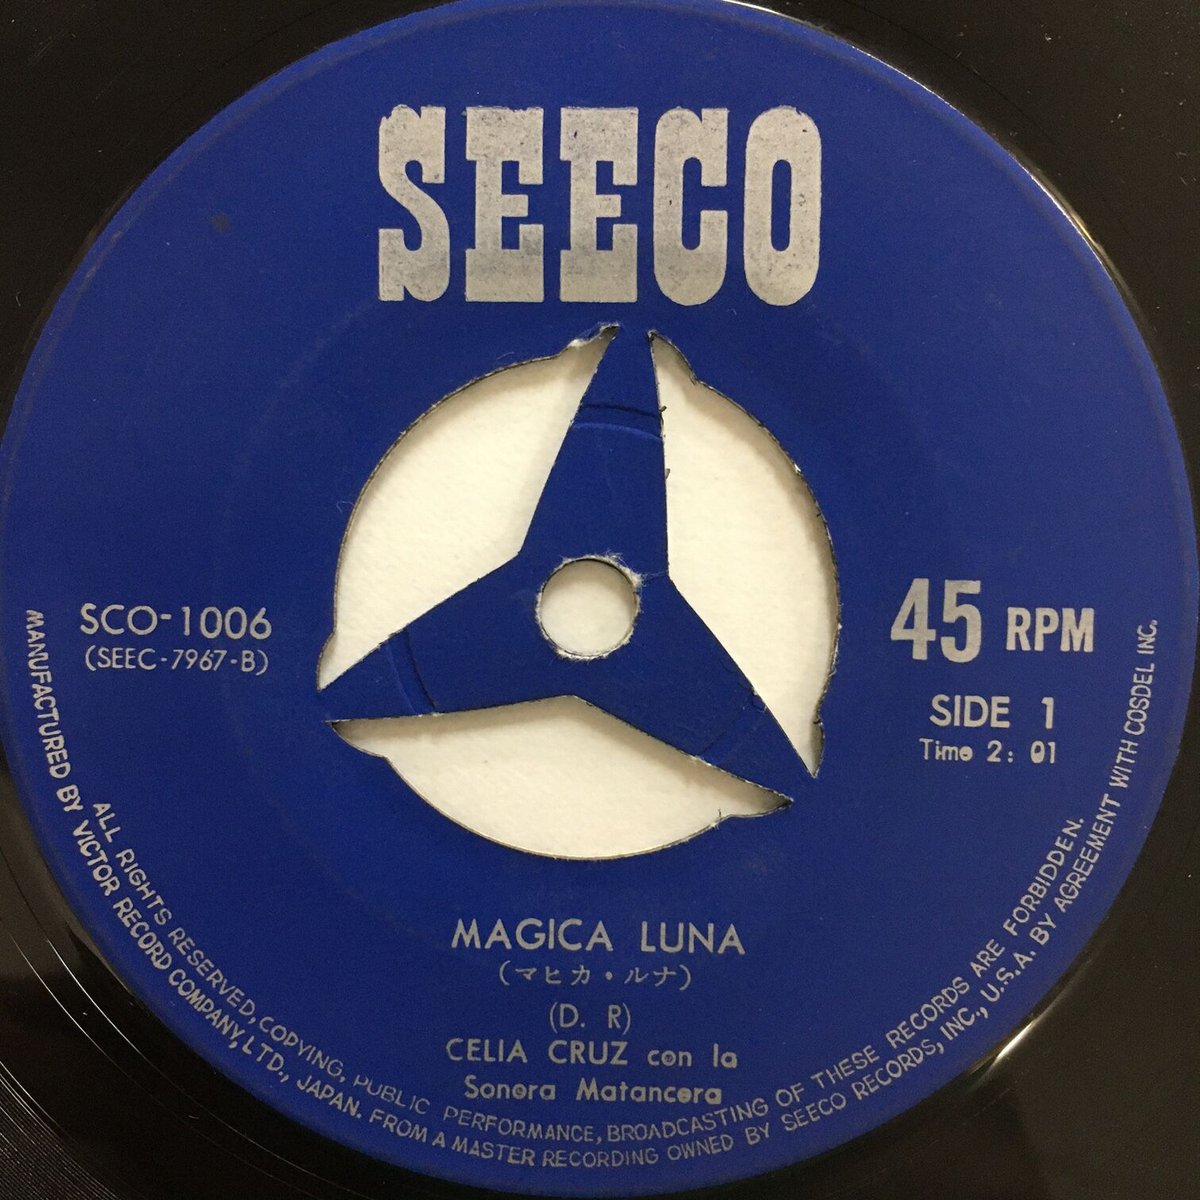 SEECO
SCO-1006
(SEEC-7967-B)
45 RPM
SIDE 1
Time 2:01
MAGICA LUNA
(マヒカ・ルナ)
(D. R)
CELIA CRUZ con la
Sonora Matancera
ALL RIGHTS RESERVED, COPYING, PUBLIC PERFORMANCE, BROADCASTING OF THESE RECORDS ARE FORBIDDEN.
MANUFACTURED BY VICTOR RECORD COMPANY, LTD., JAPAN. FROM A MASTER RECORDING OWNED BY SEECO RECORDS, INC., U.S.A. BY AGREEMENT WITH COSDEL INC.